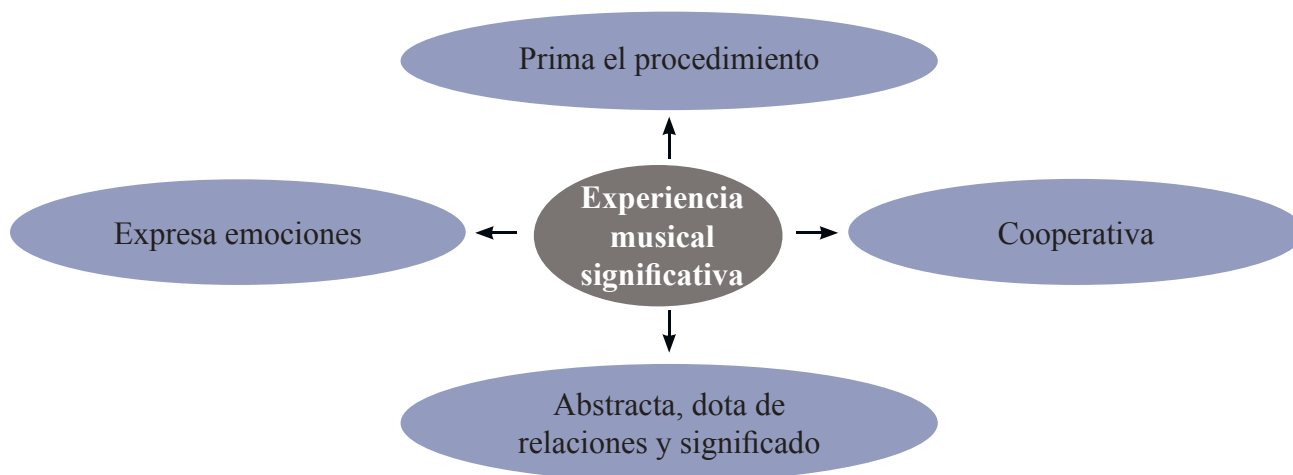 Prima el procedimiento
Expresa emociones
Experiencia
musical
significativa
Cooperativa
Abstracta, dota de
relaciones y significado